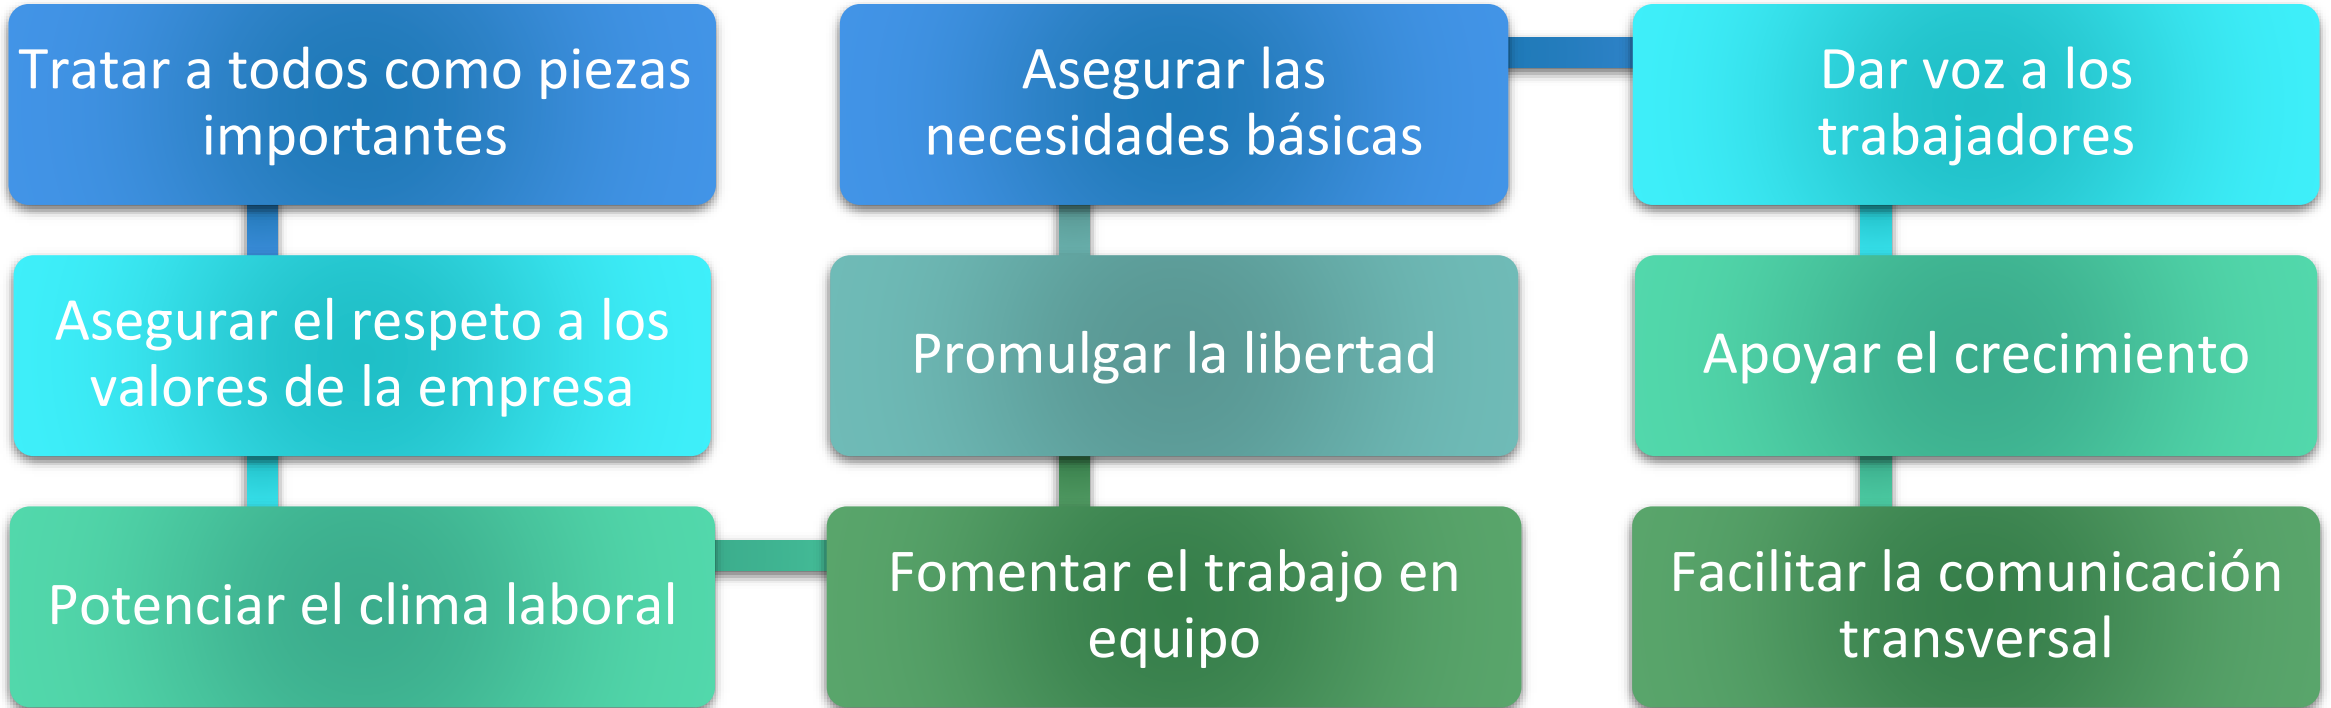 Tratar a todos como piezas
importantes
Asegurar el respeto a los
valores de la empresa
Potenciar el clima laboral
Fomentar el trabajo en
equipo
Promulgar la libertad
Asegurar las
necesidades básicas
Dar voz a los
trabajadores
Apoyar el crecimiento
Facilitar la comunicación
transversal